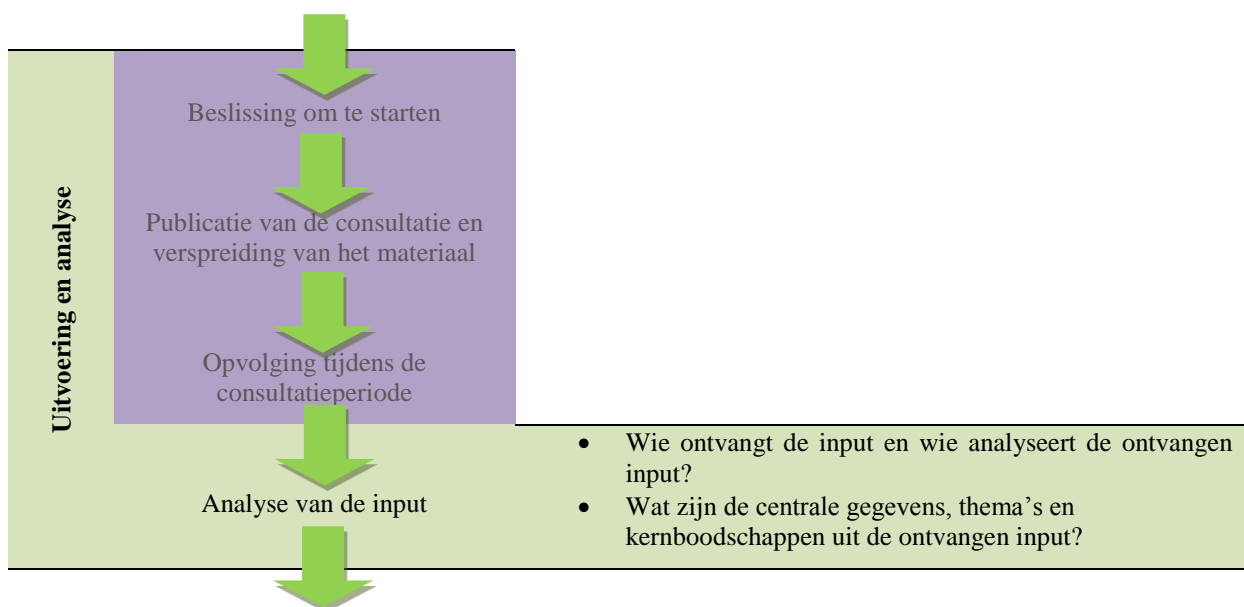 Uitvoering en analyse
Beslissing om te starten
Publicatie van de consultatie en
verspreiding van het materiaal
Opvolging tijdens de
consultatieperiode
Analyse van de input
• Wie ontvangt de input en wie analyseert de ontvangen
input?
• Wat zijn de centrale gegevens, thema’s en
kernboodschappen uit de ontvangen input?